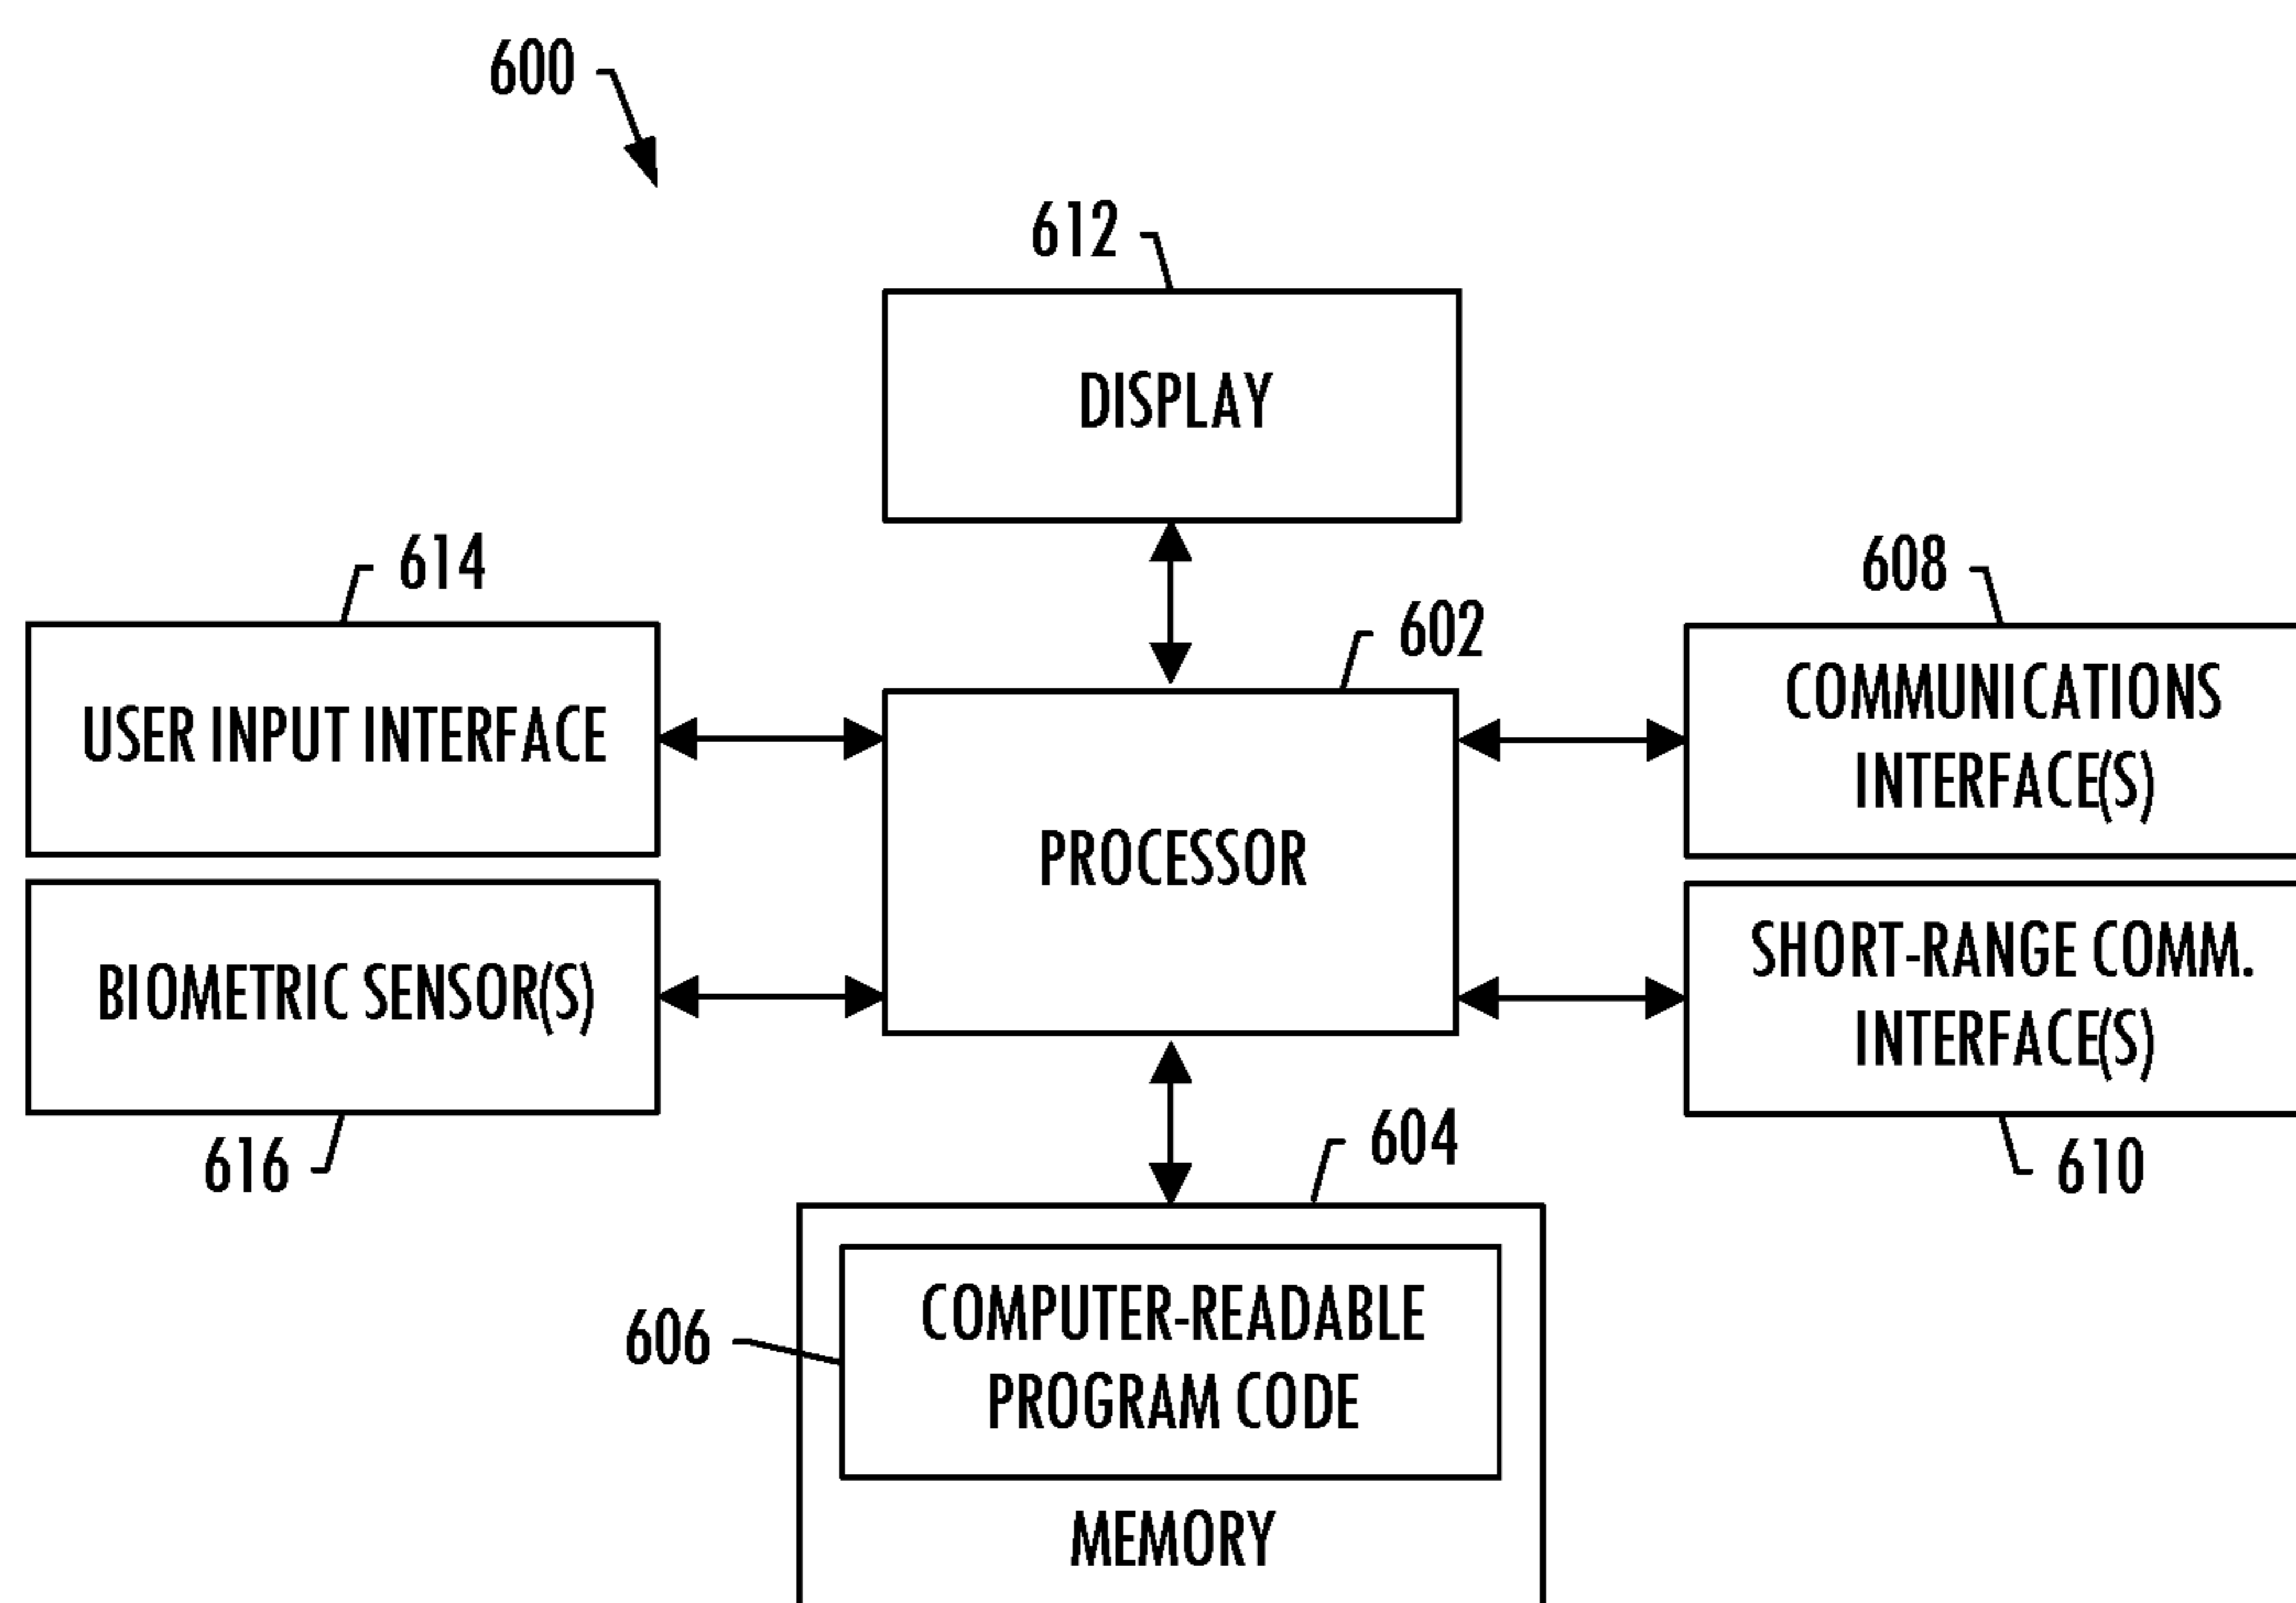 600
612
DISPLAY
614
608
602
USER INPUT INTERFACE
COMMUNICATIONS
INTERFACE(S)
PROCESSOR
BIOMETRIC SENSOR(S)
SHORT-RANGE COMM.
INTERFACE(S)
616
604
610
606
COMPUTER-READABLE
PROGRAM CODE
MEMORY